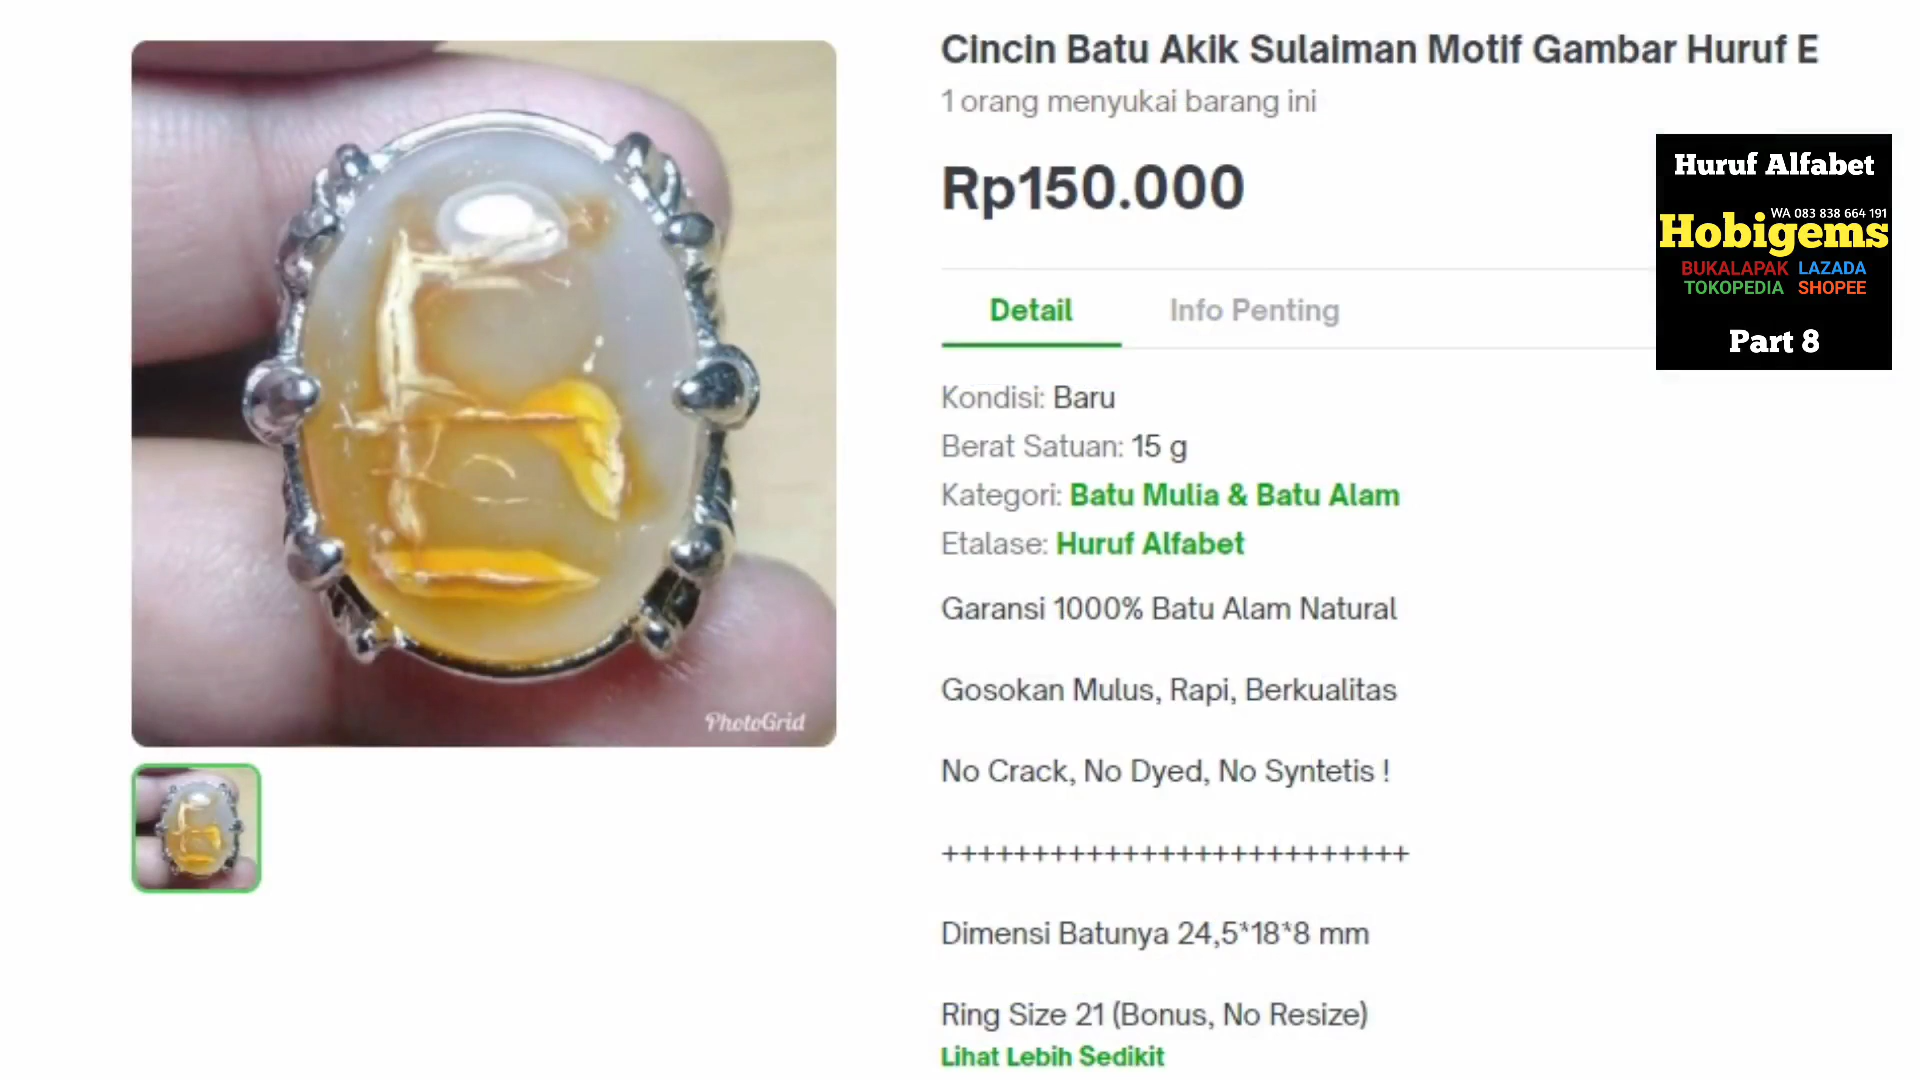 Cincin Batu Akik Sulaiman Motif Gambar Huruf E
1 orang menyukai barang ini
Rp150.000
Detail Info Penting
Kondisi: Baru
Berat Satuan: 15 g
Kategori: Batu Mulia & Batu Alam
Etalase: Huruf Alfabet
Garansi 1000% Batu Alam Natural
Gosokan Mulus, Rapi, Berkualitas
No Crack, No Dyed, No Syntetis !
++++++++++++++++++++++++++
Dimensi Batunya 24,5*18*8 mm
Ring Size 21 (Bonus, No Resize)
Lihat Lebih Sedikit
Huruf Alfabet
WA 083 838 664 191
Hobigems
BUKALAPAK LAZADA
TOKOPEDIA SHOPEE
Part 8
PhotoGrid